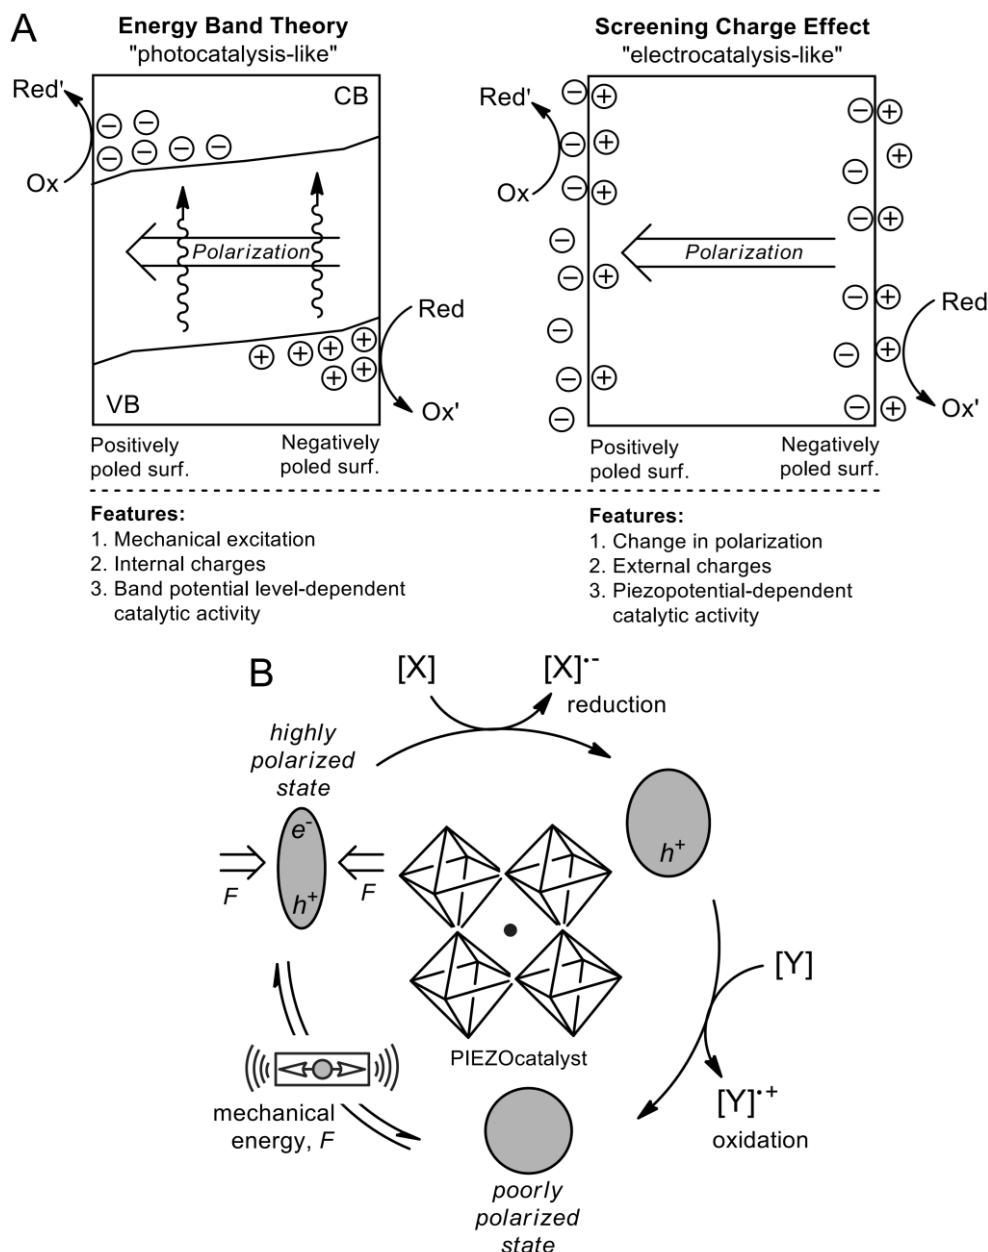 A
Energy Band Theory
"photocatalysis-like"
Red'
Ox
CB
Polarization
Red
Ox'
VB
Positively
poled surf.
Negatively
poled surf.
Screening Charge Effect
"electrocatalysis-like"
Red'
Ox
Polarization
Red
Ox'
Positively
poled surf.
Negatively
poled surf.
Features:
1. Mechanical excitation
2. Internal charges
3. Band potential level-dependent
catalytic activity
Features:
1. Change in polarization
2. External charges
3. Piezopotential-dependent
catalytic activity
B
[X]
[X]•-
reduction
highly
polarized
state
e-
h+
F
F
h+
[Y]
[Y]•+
oxidation
PIEZOcatalyst
mechanical
energy, F
poorly
polarized
state